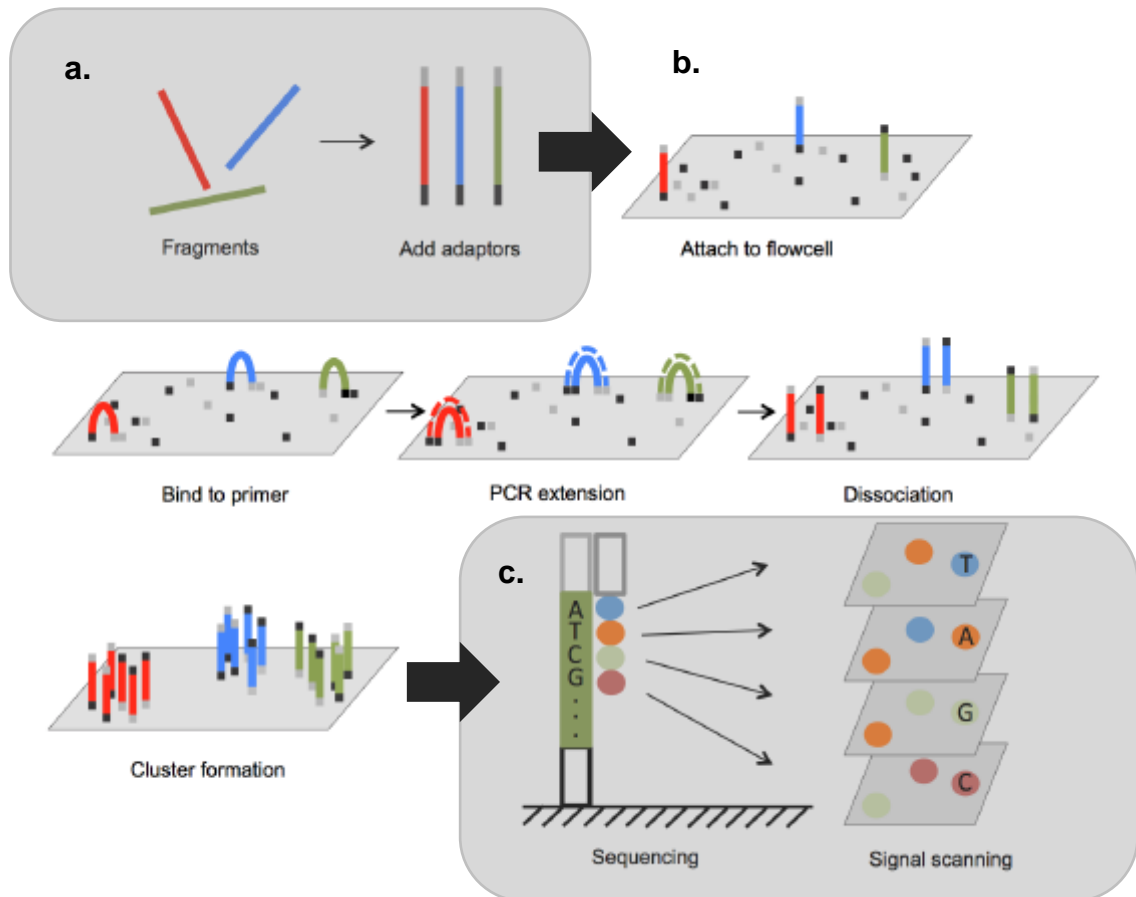 a.
b.
Fragments
Add adaptors
Attach to flowcell
Bind to primer
PCR extension
Dissociation
c.
A
T
C
G
.
.
.
T
A
G
C
Cluster formation
Sequencing
Signal scanning